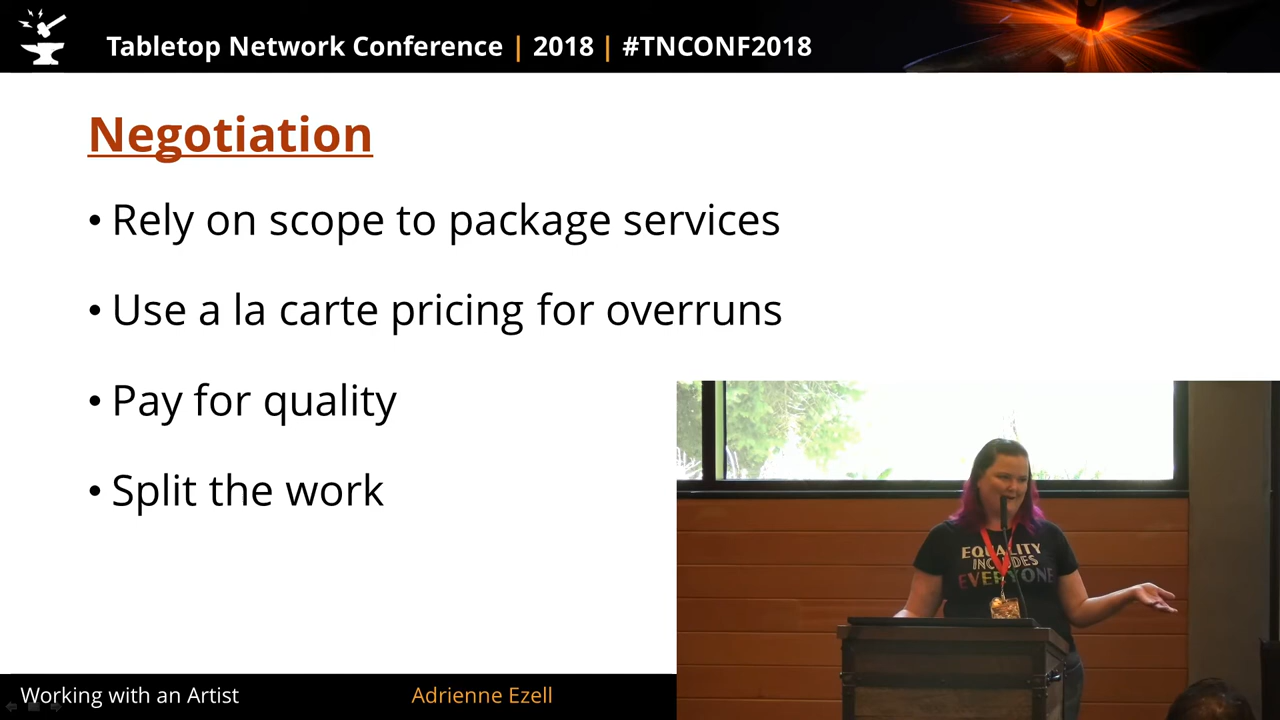 Tabletop Network Conference | 2018 | #TNCONF2018
Negotiation
• Rely on scope to package services
• Use a la carte pricing for overruns
• Pay for quality
• Split the work
EQUALITY
INCLUDES
EVERYONE
Working with an Artist
Adrienne Ezell